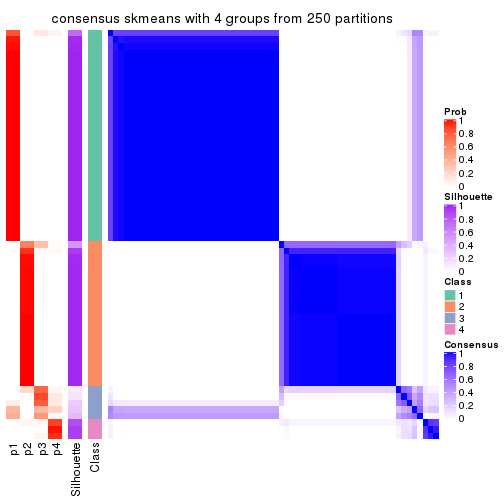 consensus skmeans with 4 groups from 250 partitions
Prob
1
0.8
0.6
0.4
0.2
0
Silhouette
1
0.8
0.6
0.4
0.2
0
Class
1
2
3
4
Consensus
1
0.8
0.6
0.4
0.2
0
p1
p2
p3
p4
Silhouette
Class